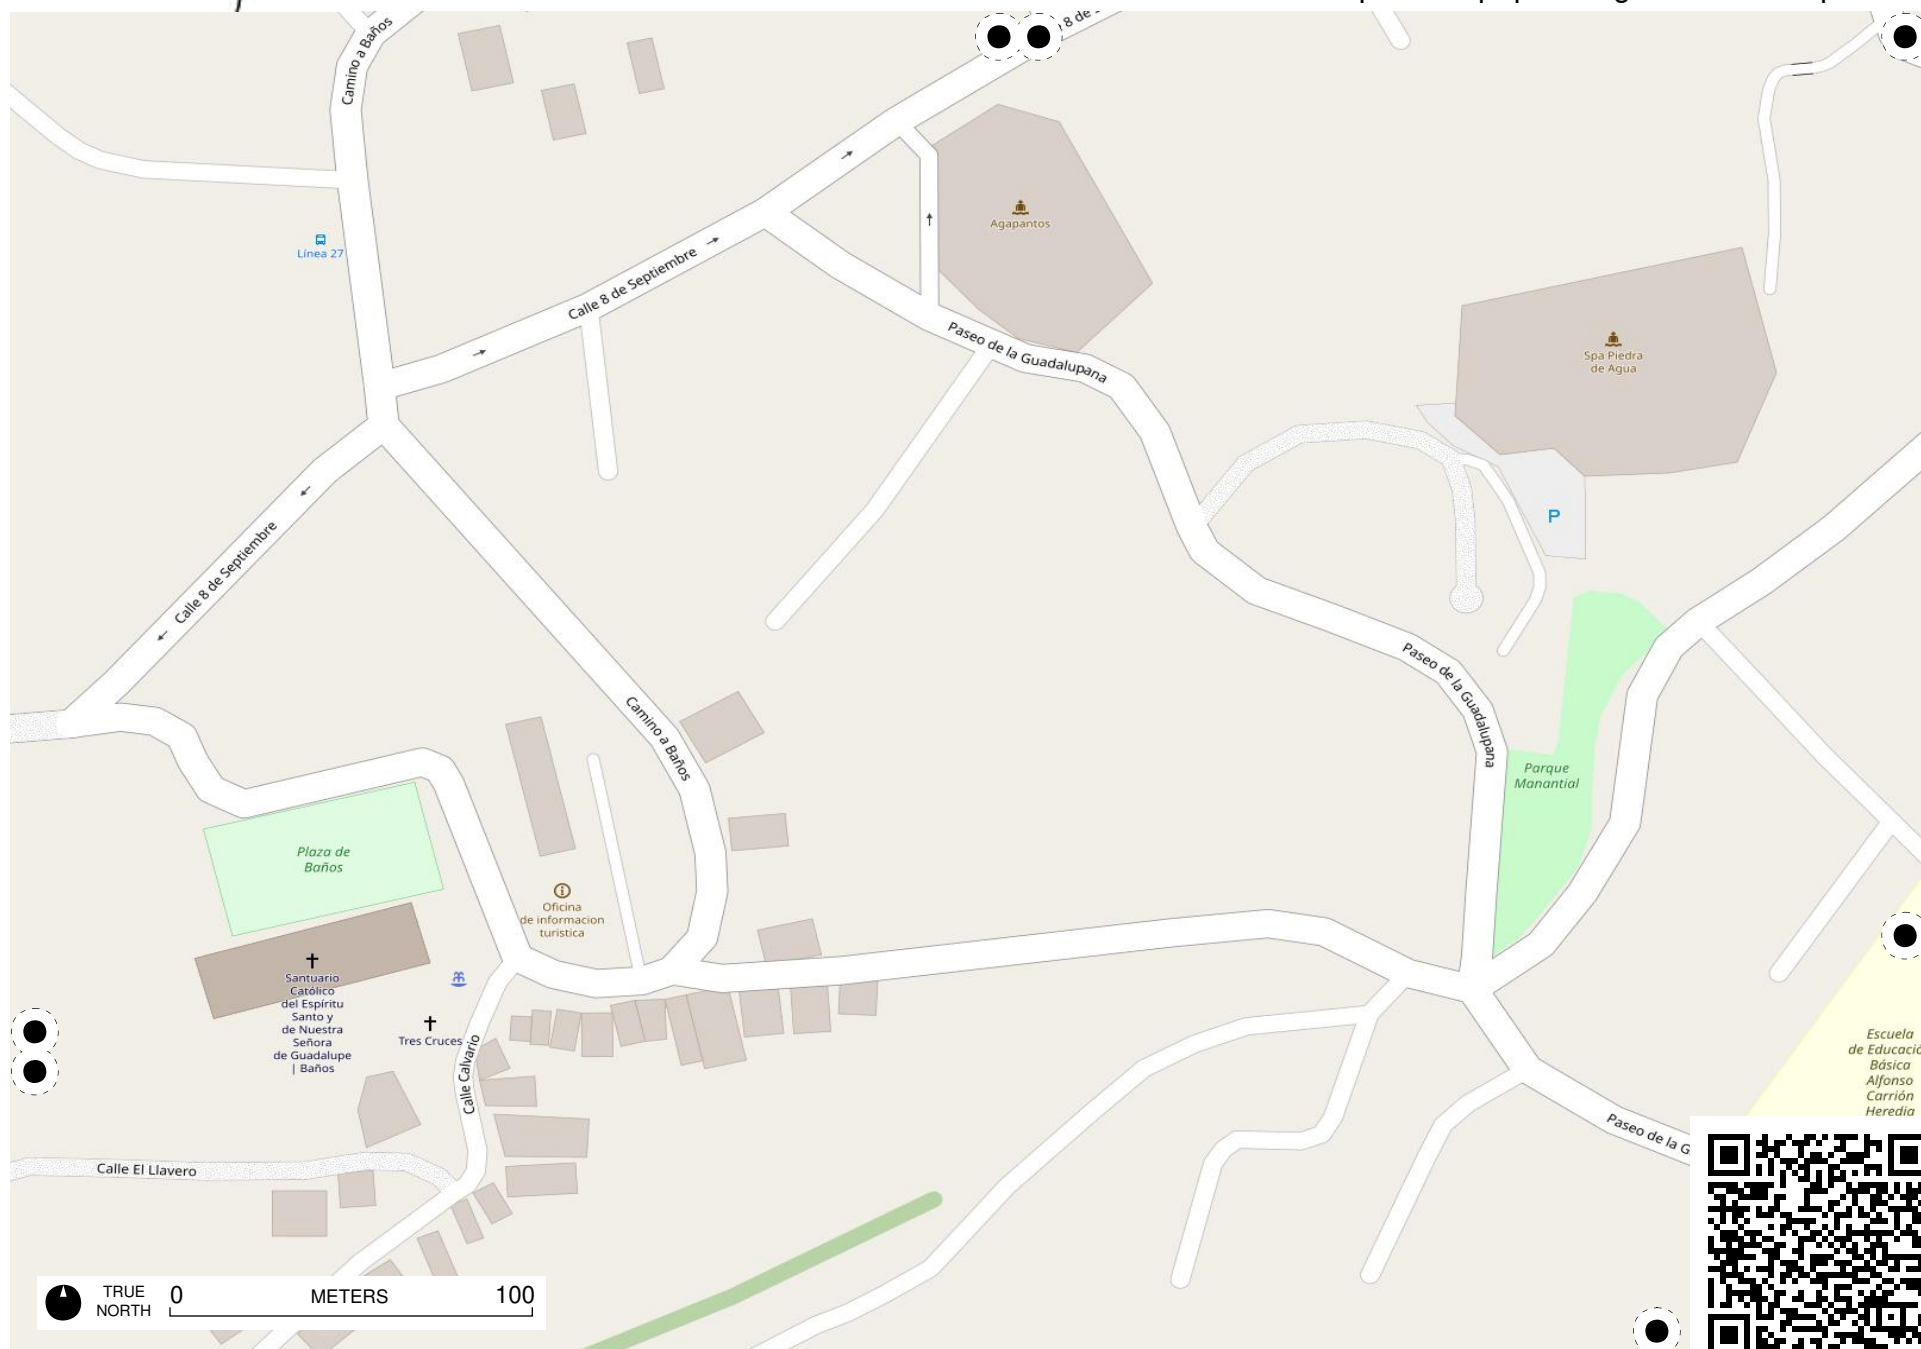 Camino a Baños
8 de
Línea 27
Agapantos
Calle 8 de Septiembre
Paseo de la Guadalupana
Spa Piedra
de Agua
P
Calle 8 de Septiembre
Paseo de la Guadalupana
Camino a Baños
Parque
Manantial
Plaza de
Baños
Oficina
de informacion
turistica
Santuario
Católico
del Espíritu
Santo y
de Nuestra
Señora
de Guadalupe
| Baños
Tres Cruces
Calle Calvario
Escuela
de Educació
Básica
Alfonso
Carrión
Heredia
Paseo de la G
Calle El Llavero
TRUE
NORTH
0 METERS 100